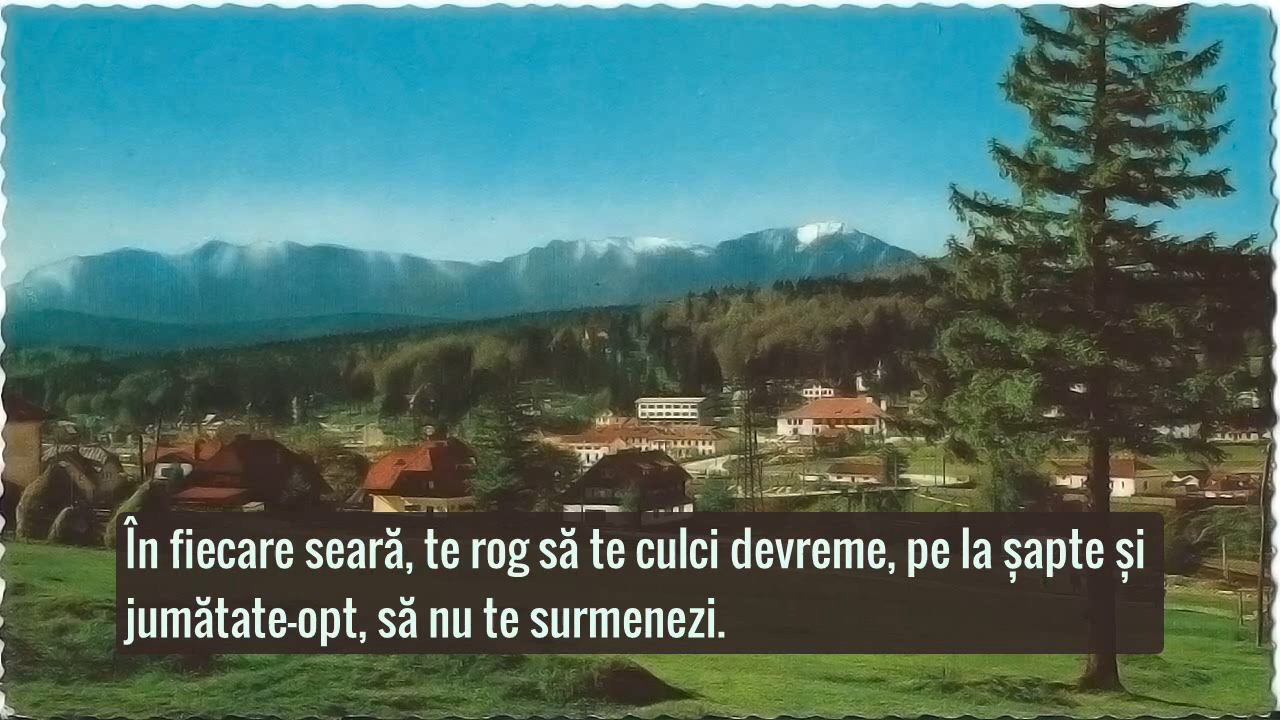 În fiecare seară, te rog să te culci devreme, pe la șapte și
jumătate-opt, să nu te surmenezi.